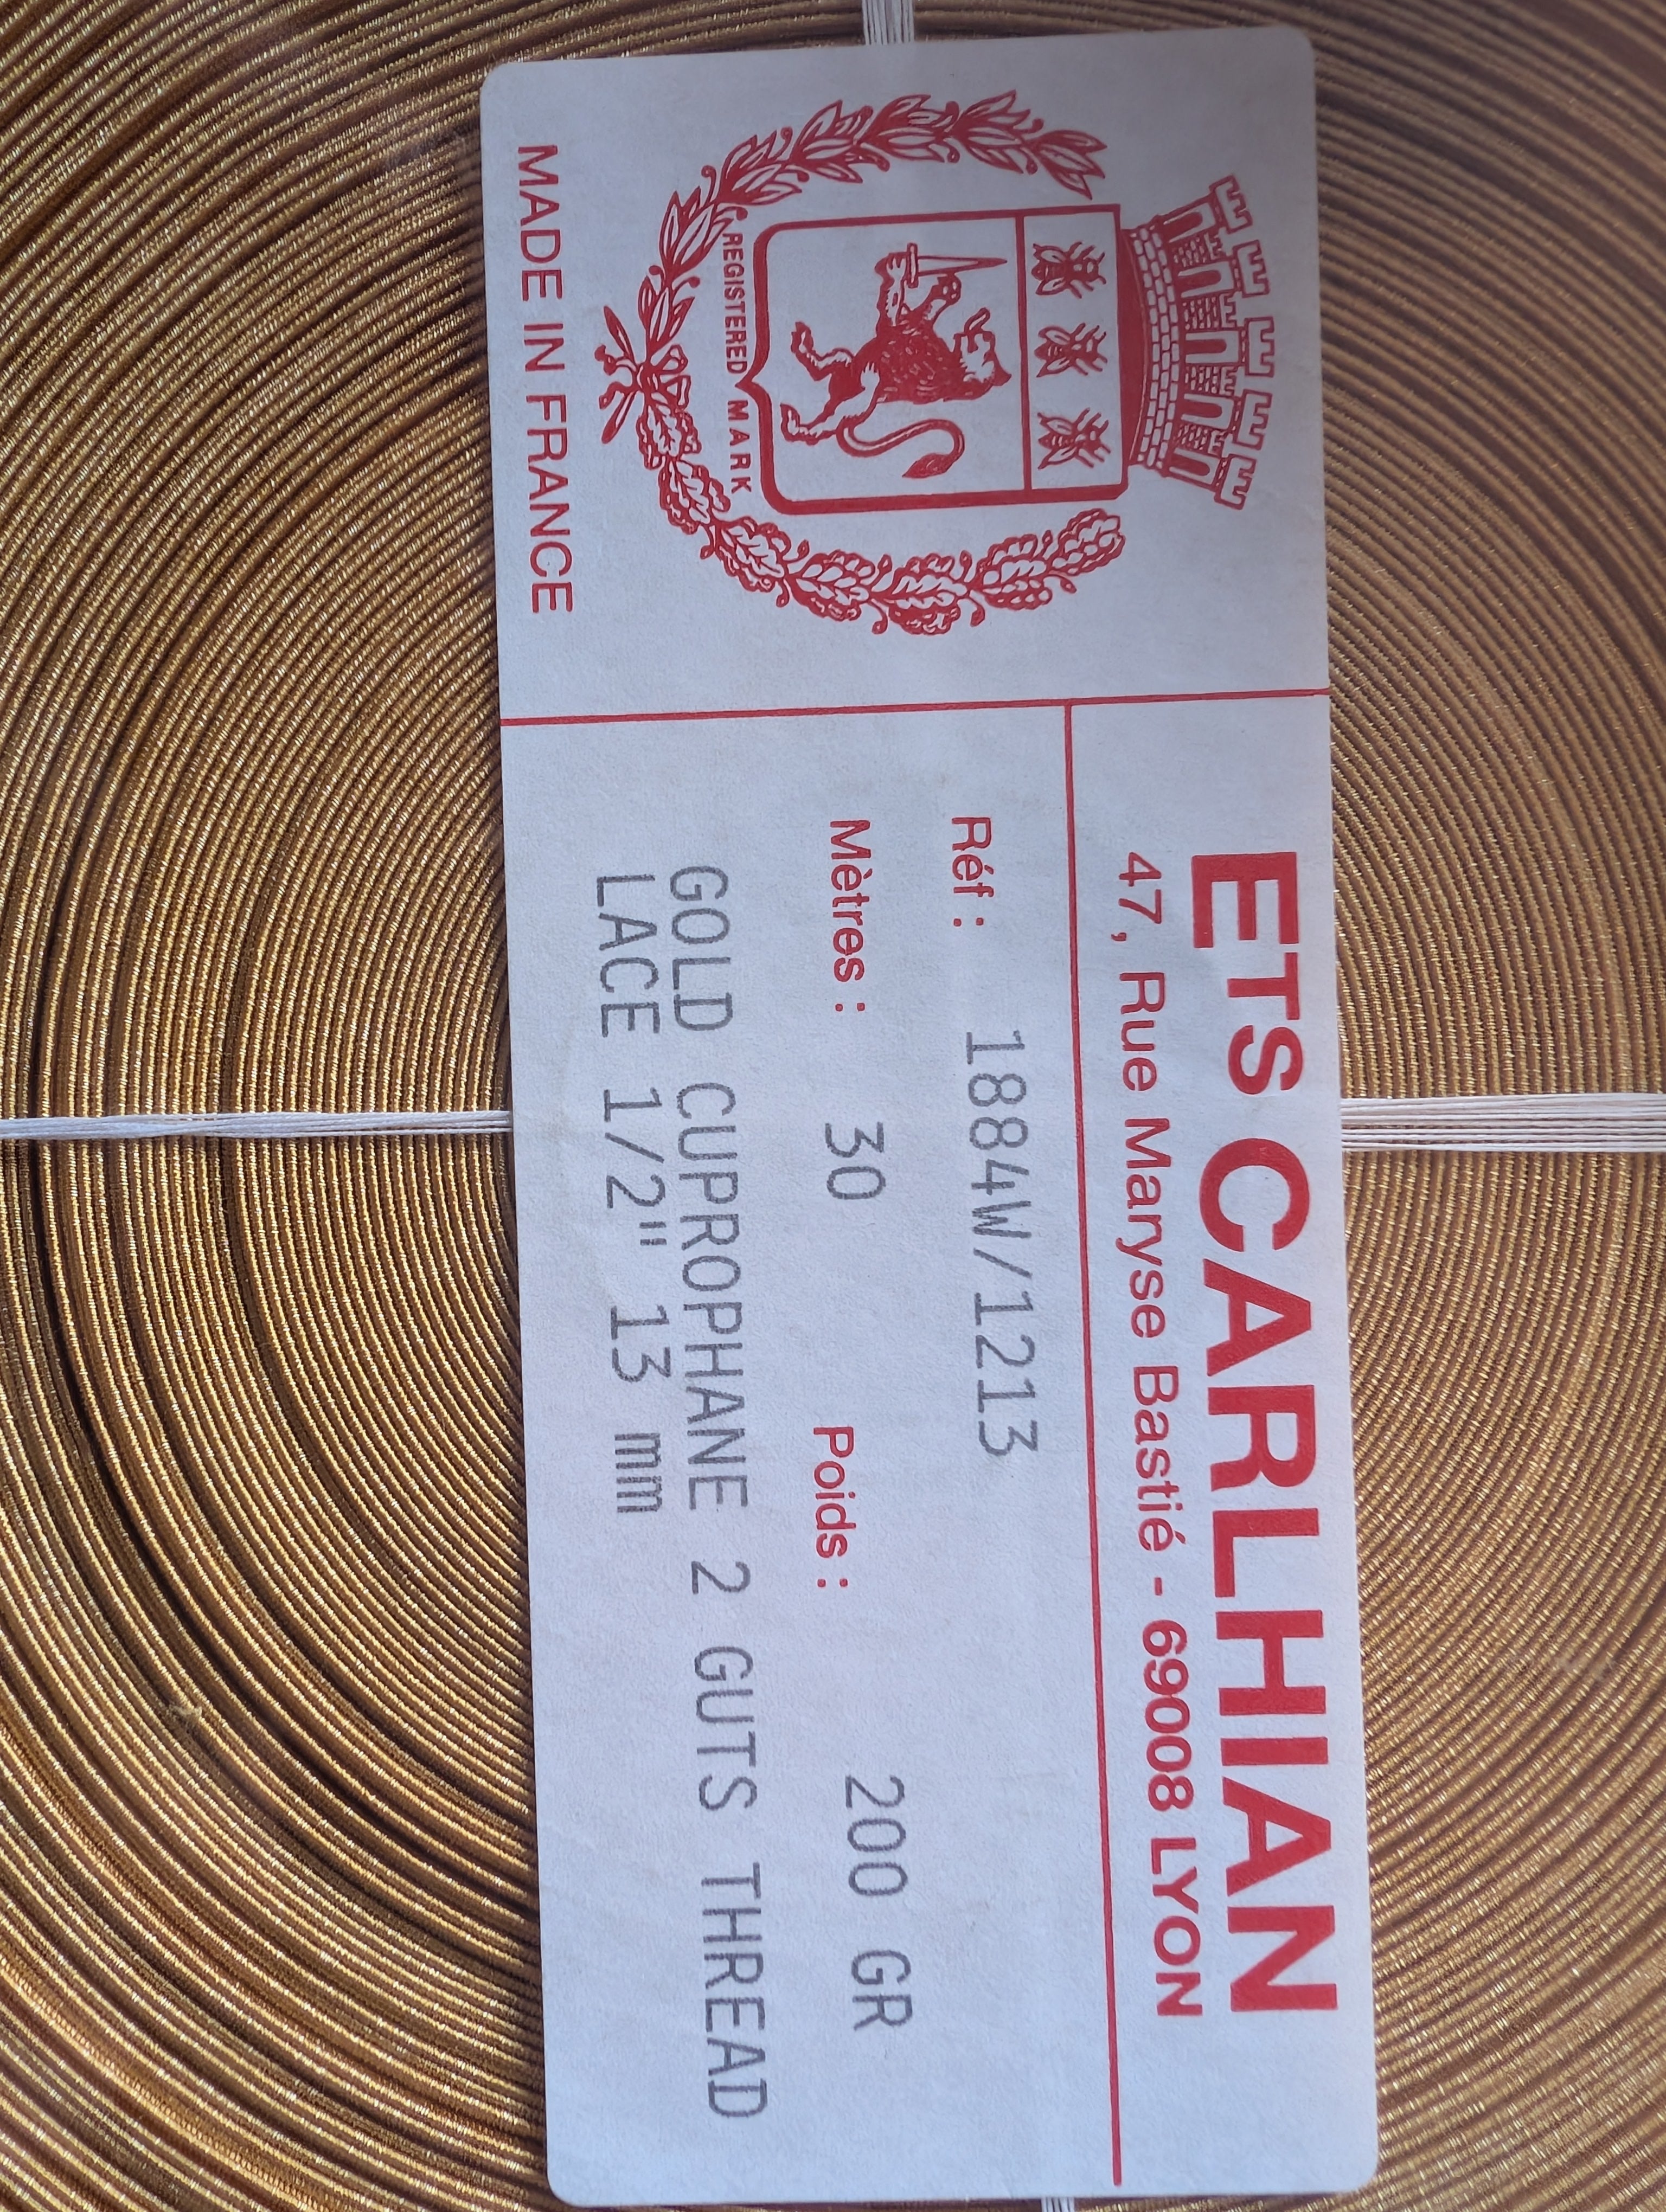 ETS CARLHIAN
47, Rue Maryse Bastié - 69008 LYON
REGISTERED MARK
MADE IN FRANCE
Réf : 1884W/1213
Mètres : 30 Poids : 200 GR
GOLD CUPROPHANE 2 GUTS THREAD
LACE 1/2" 13 mm